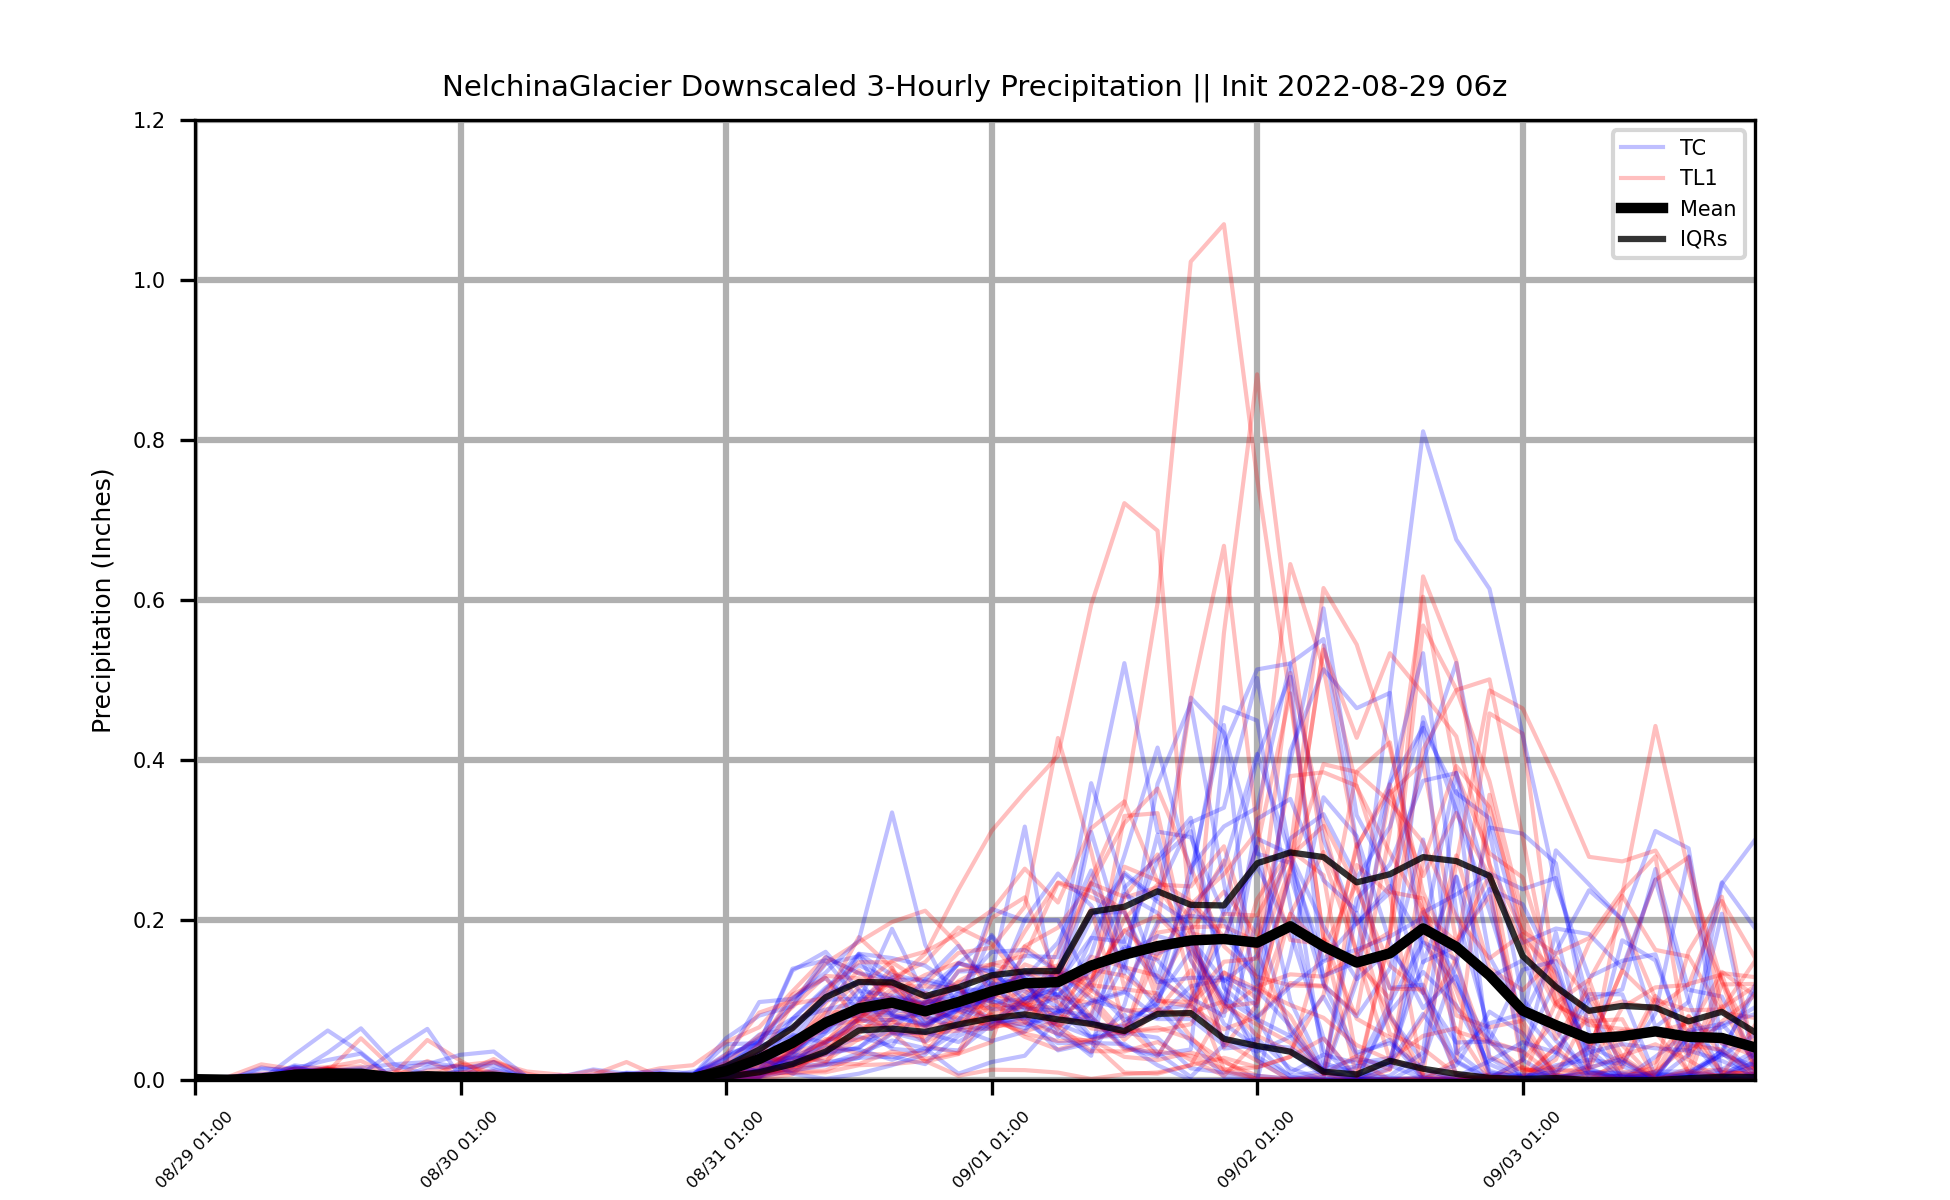 NelchinaGlacier Downscaled 3-Hourly Precipitation || Init 2022-08-29 06z
TC
TL1
Mean
IQRs
Precipitation (Inches)
1.2
1.0
0.8
0.6
0.4
0.2
0.0
08/29 01:00
08/30 01:00
08/31 01:00
09/01 01:00
09/02 01:00
09/03 01:00